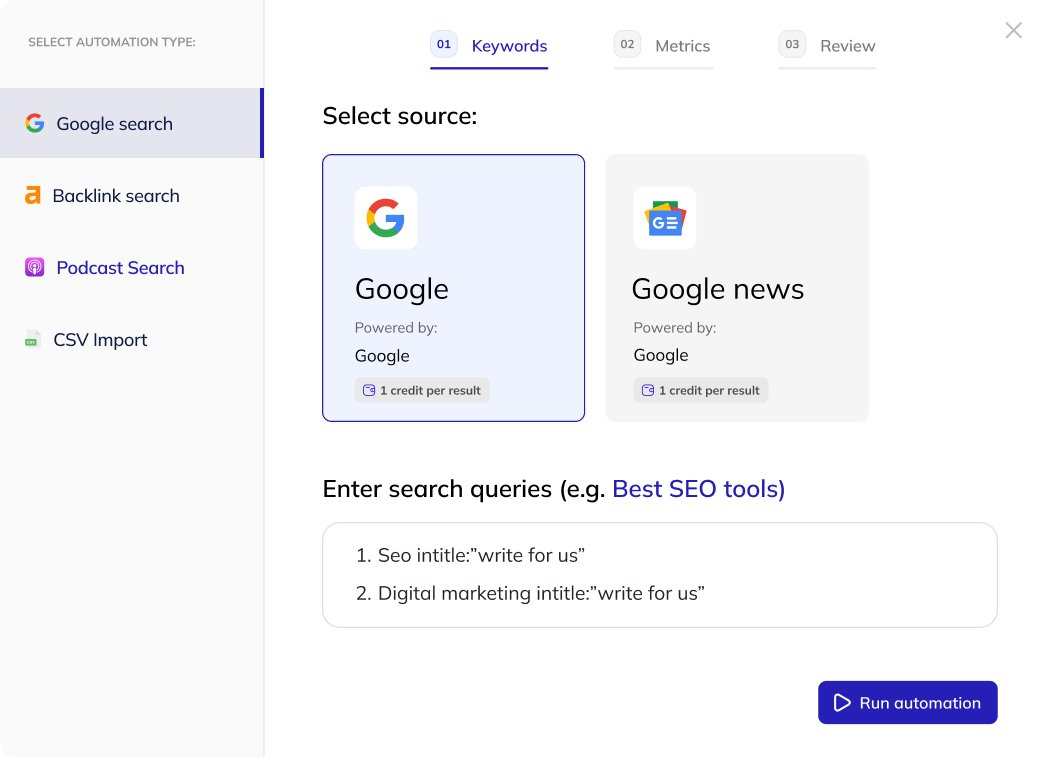 SELECT AUTOMATION TYPE:
Google search
Backlink search
Podcast Search
CSV Import
01 Keywords
02 Metrics
03 Review
Select source:
Google
Powered by:
Google
1 credit per result
Google news
Powered by:
Google
1 credit per result
Enter search queries (e.g. Best SEO tools)
1. Seo intitle:”write for us”
2. Digital marketing intitle:”write for us”
Run automation